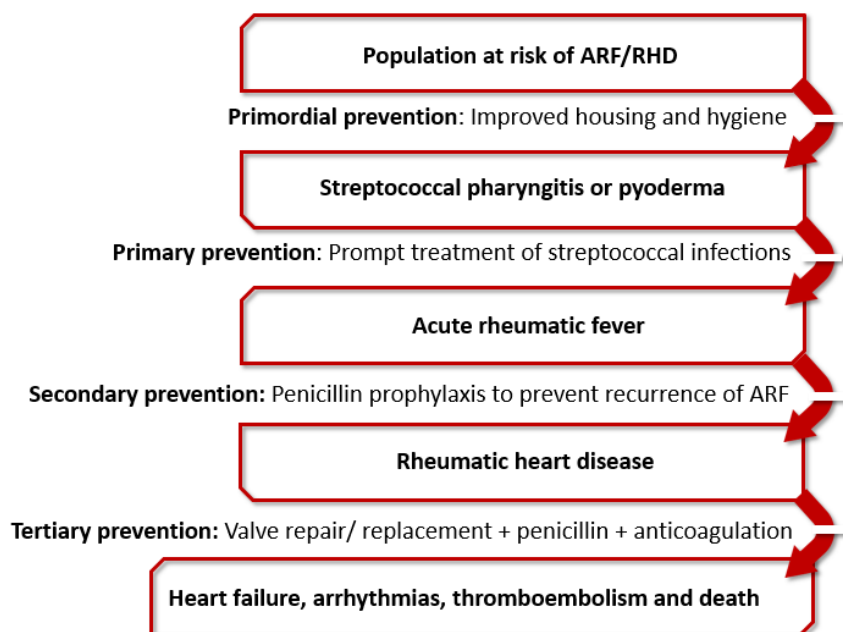 Population at risk of ARF/RHD
Primordial prevention: Improved housing and hygiene
Streptococcal pharyngitis or pyoderma
Primary prevention: Prompt treatment of streptococcal infections
Acute rheumatic fever
Secondary prevention: Penicillin prophylaxis to prevent recurrence of ARF
Rheumatic heart disease
Tertiary prevention: Valve repair/ replacement + penicillin + anticoagulation
Heart failure, arrhythmias, thromboembolism and death